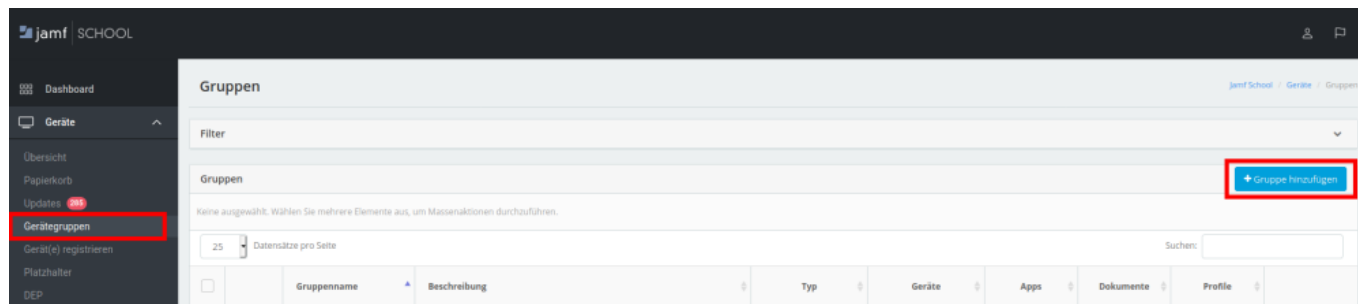 jamf SCHOOL
Dashboard
Geräte
Übersicht
Papierkorb
Updates 265
Gerätegruppen
Gerät(e) registrieren
Platzhalter
DEP
Gruppen
Jamf School / Geräte / Gruppen
Filter
Gruppen
+ Gruppe hinzufügen
Keine ausgewählt. Wählen Sie mehrere Elemente aus, um Massenaktionen durchzuführen.
25 Datensätze pro Seite
Suchen:
Gruppenname Beschreibung Typ Geräte Apps Dokumente Profile